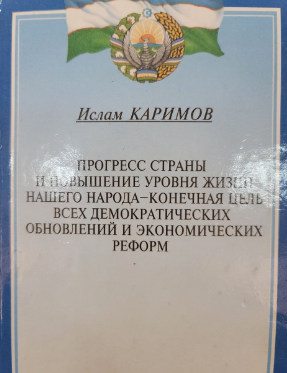 Ислам КАРИМОВ
ПРОГРЕСС СТРАНЫ
И ПОВЫШЕНИЕ УРОВНЯ ЖИЗНИ
НАШЕГО НАРОДА–КОНЕЧНАЯ ЦЕЛЬ
ВСЕХ ДЕМОКРАТИЧЕСКИХ
ОБНОВЛЕНИЙ И ЭКОНОМИЧЕСКИХ
РЕФОРМ